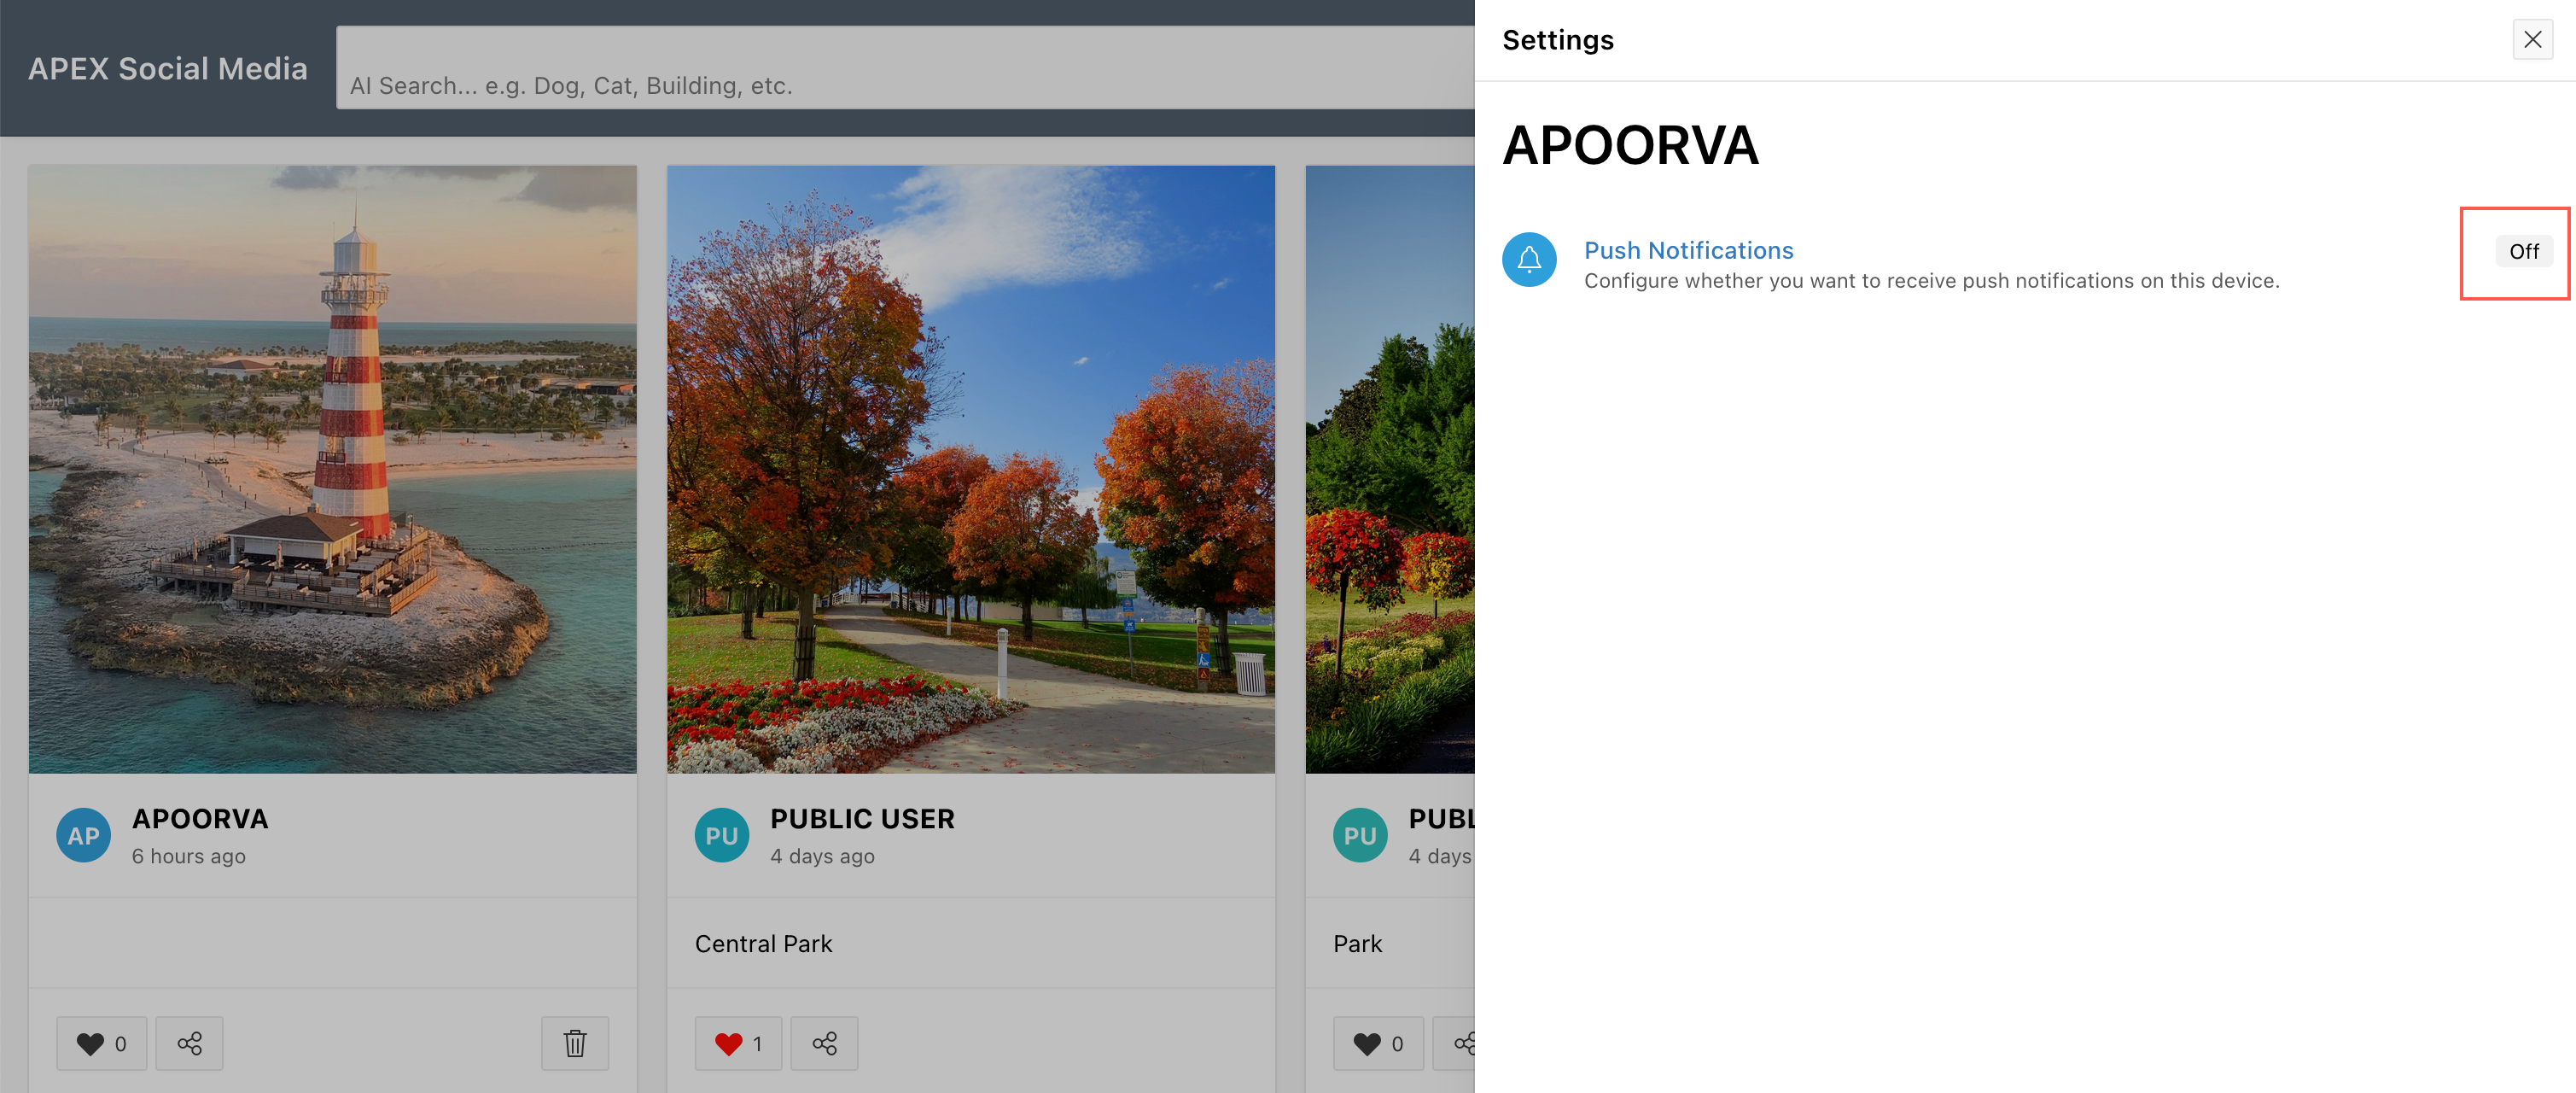 APEX Social Media
AI Search... e.g. Dog, Cat, Building, etc.
Settings
APOORVA
Push Notifications
Off
Configure whether you want to receive push notifications on this device.
AP
APOORVA
6 hours ago
0
PU
PUBLIC USER
4 days ago
Central Park
1
PU
PUBL
4 days
Park
0